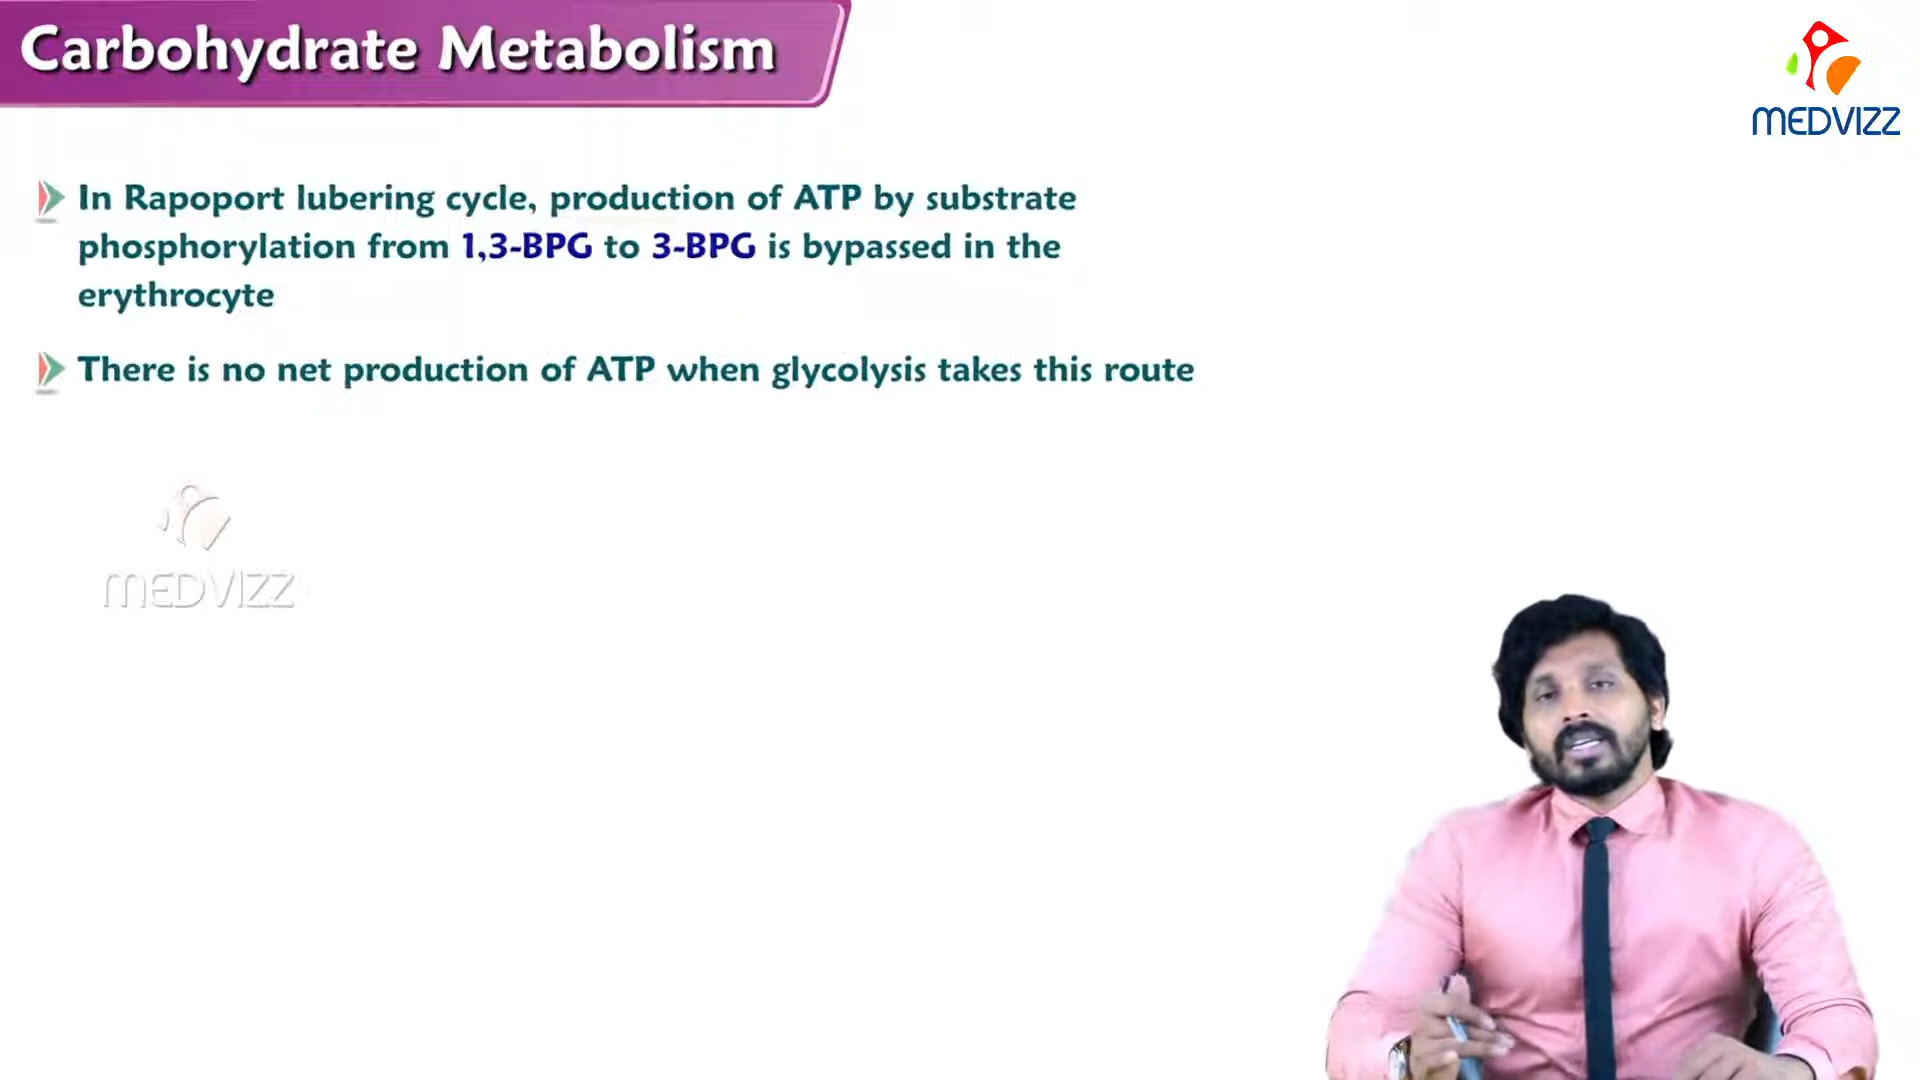 Carbohydrate Metabolism
MEDVIZZ
In Rapoport lubering cycle, production of ATP by substrate
phosphorylation from 1,3-BPG to 3-BPG is bypassed in the
erythrocyte
There is no net production of ATP when glycolysis takes this route
MEDVIZZ